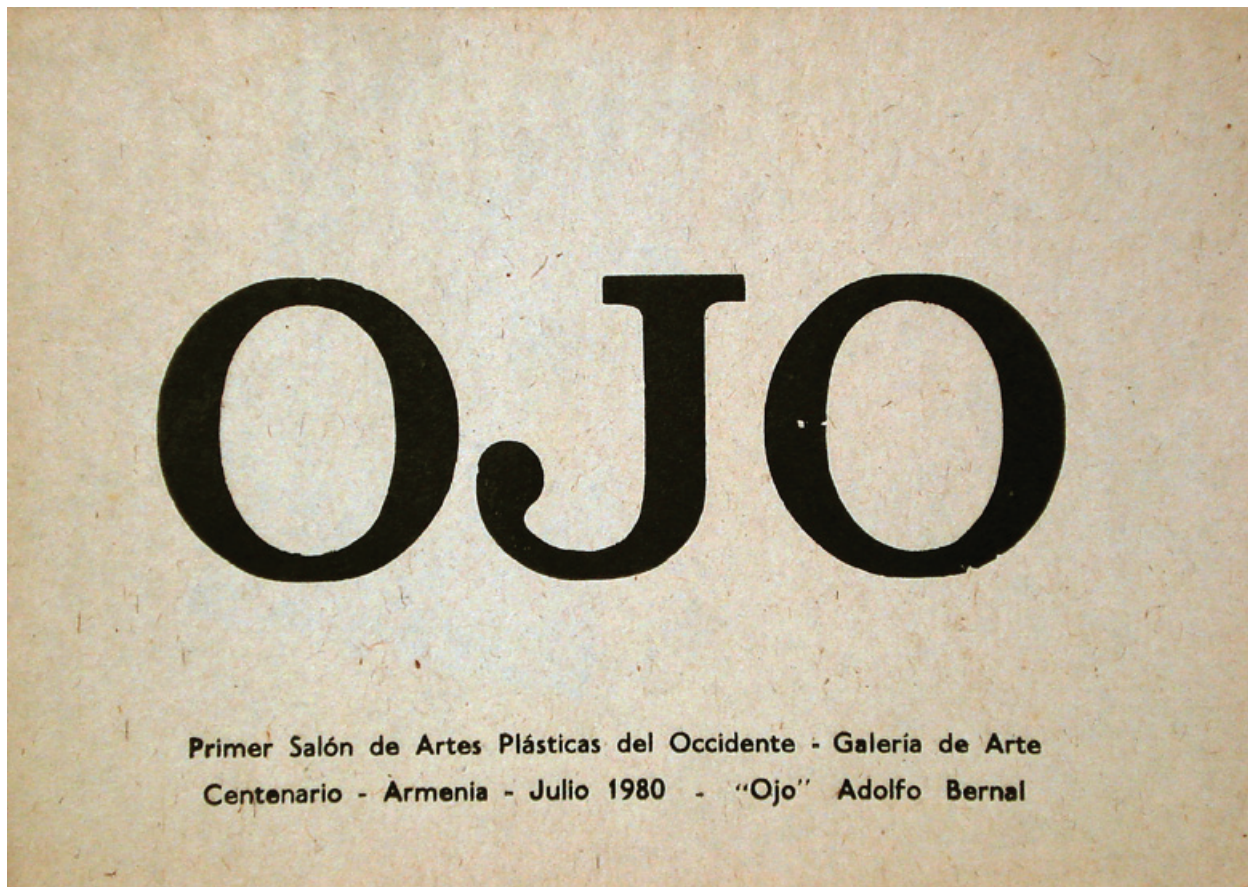 OJO
Primer Salón de Artes Plásticas del Occidente - Galería de Arte
Centenario - Armenia - Julio 1980 - “Ojo” Adolfo Bernal